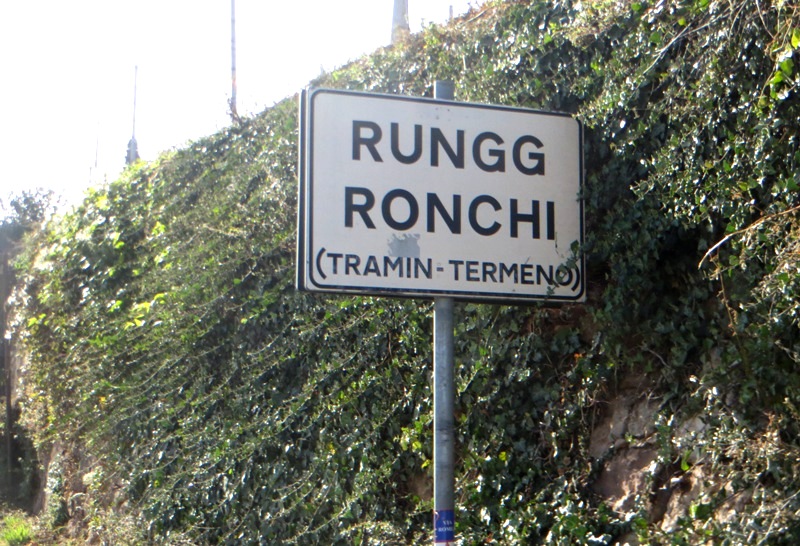 RUNGG
RONCHI
(TRAMIN-TERMENO)